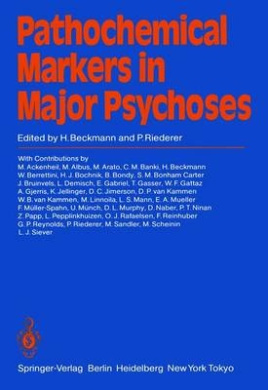 Pathochemical
Markers in
Major Psychoses
Edited by H. Beckmann and P. Riederer
With Contributions by
M. Ackenheil, M. Albus, M. Arato, C. M. Banki, H. Beckmann
W. Berrettini, H. J. Bochnik, B. Bondy, S. M. Bonham Carter
J. Bruinvels, L. Demisch, E. Gabriel, T. Gasser, W. F. Gattaz
A. Gjerris, K. Jellinger, D. C. Jimerson, D. P. van Kammen
W. B. van Kammen, M. Linnoila, L. S. Mann, E. A. Mueller
F. Müller-Spahn, U. Münch, D. L. Murphy, D. Naber, P. T. Ninan
Z. Papp, L. Pepplinkhuizen, O. J. Rafaelsen, F. Reinhuber
G. P. Reynolds, P. Riederer, M. Sandler, M. Scheinin
L. J. Siever
Springer-Verlag Berlin Heidelberg New York Tokyo